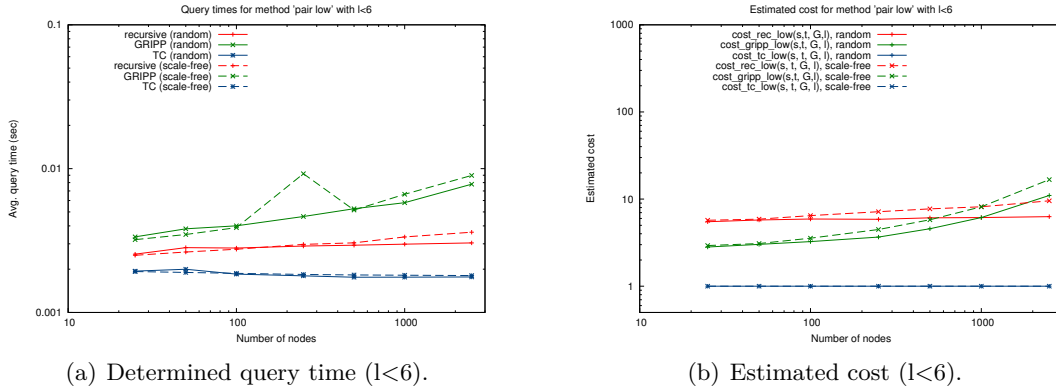 Query times for method 'pair low' with l<6
0.1
0.01
0.001
10
100
1000
Avg. query time (sec)
Number of nodes
recursive (random)
GRIPP (random)
TC (random)
recursive (scale-free)
GRIPP (scale-free)
TC (scale-free)
(a) Determined query time (l<6).
Estimated cost for method 'pair low' with l<6
1000
100
10
1
10
100
1000
Estimated cost
Number of nodes
cost_rec_low(s,t, G,l), random
cost_gripp_low(s,t, G, l), random
cost_tc_low(s, t, G, l), random
cost_rec_low(s, t, G, l), scale-free
cost_gripp_low(s,t, G, l), scale-free
cost_tc_low(s, t, G, l), scale-free
(b) Estimated cost (l<6).